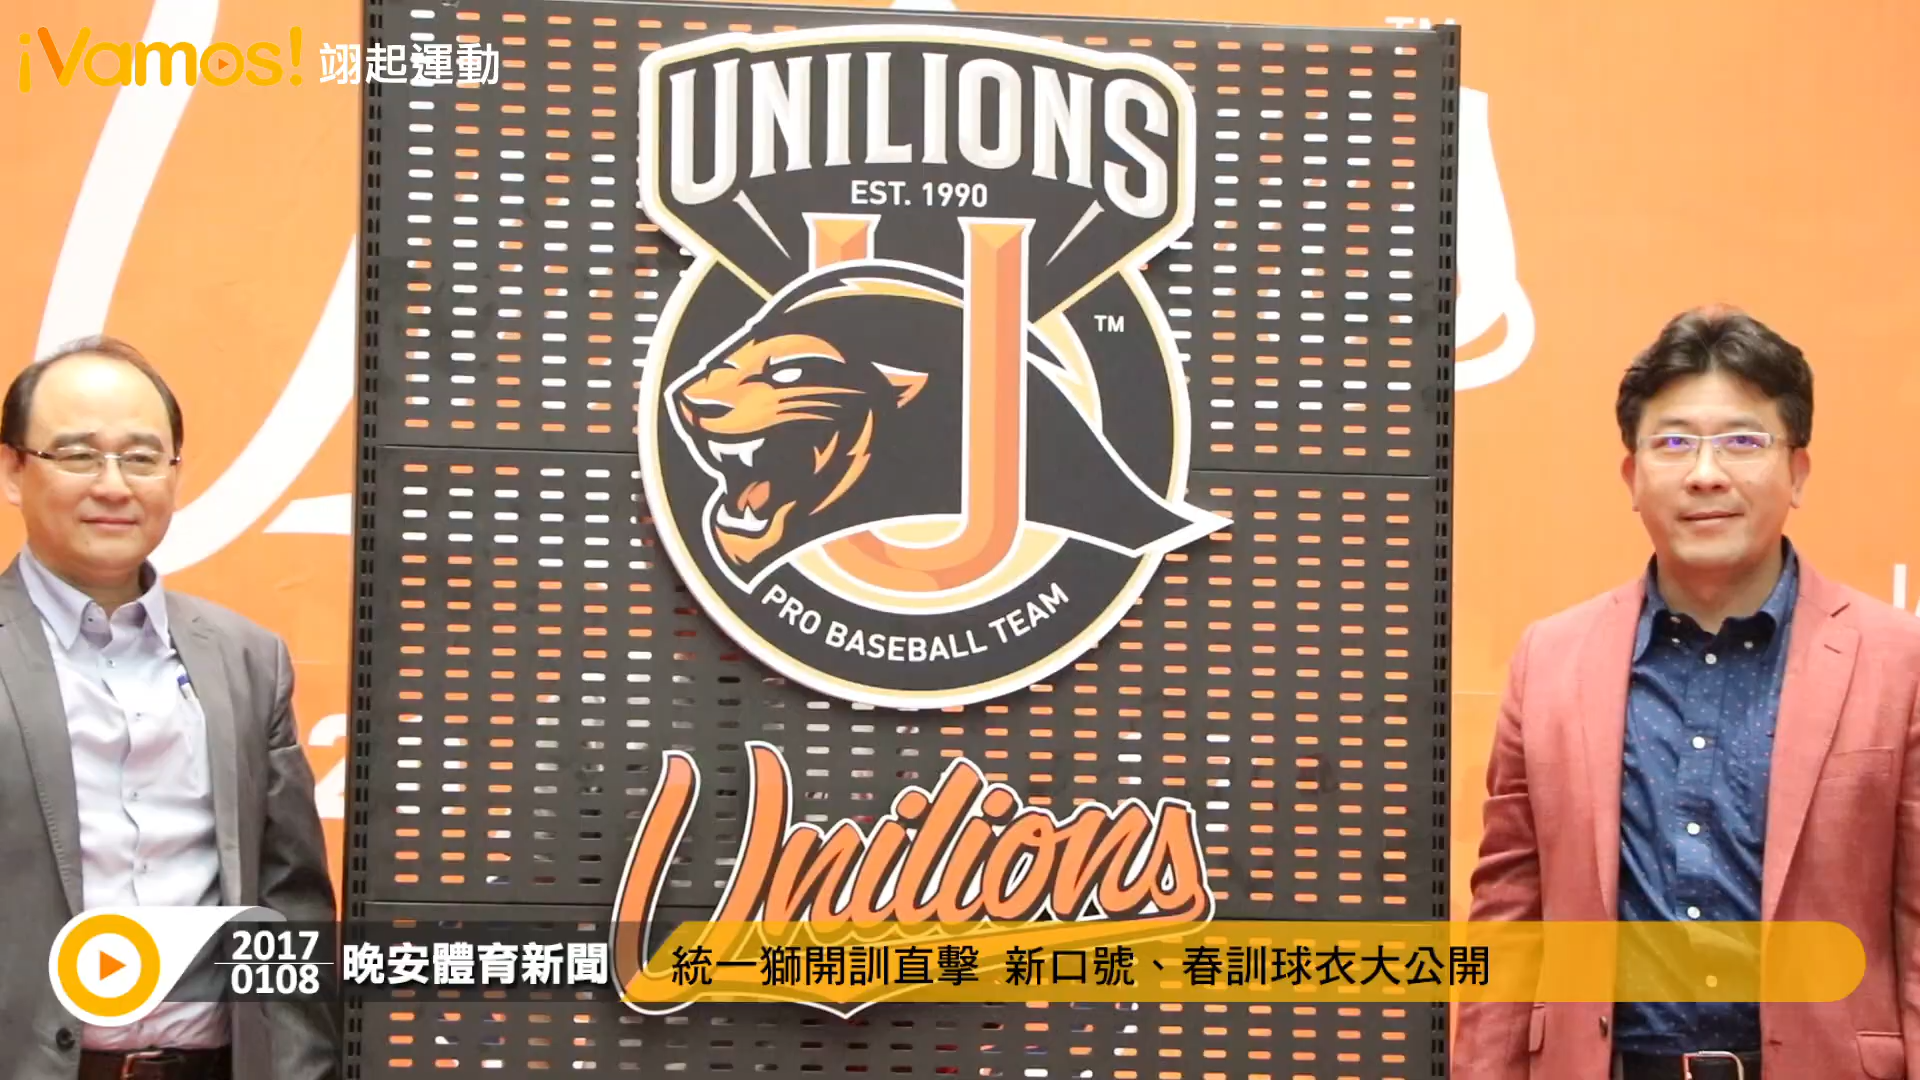 ¡Vamos! 翊起運動
TM
UNILIONS
EST. 1990
TM
PRO BASEBALL TEAM
Unilions
2017
0108
晚安體育新聞
統一獅開訓直擊 新口號、春訓球衣大公開